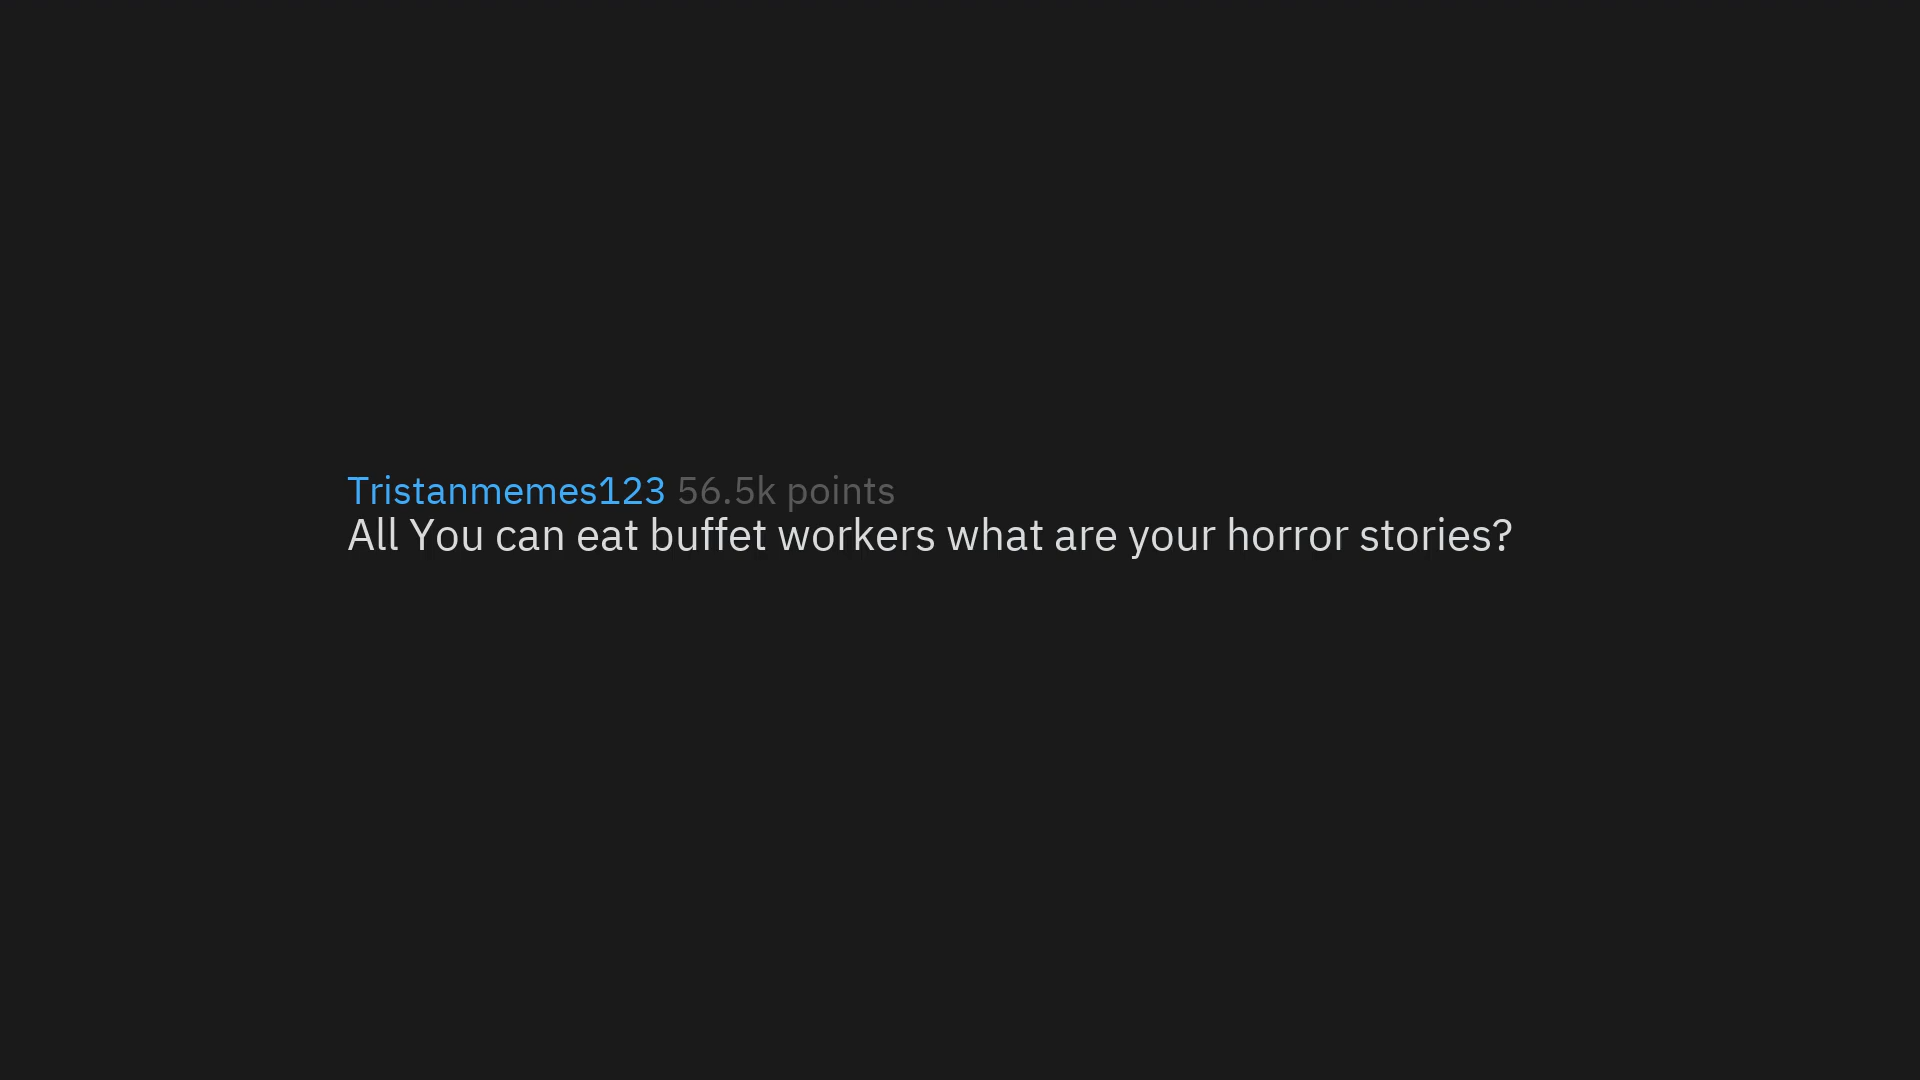 Tristanmemes123 56.5k points
All You can eat buffet workers what are your horror stories?